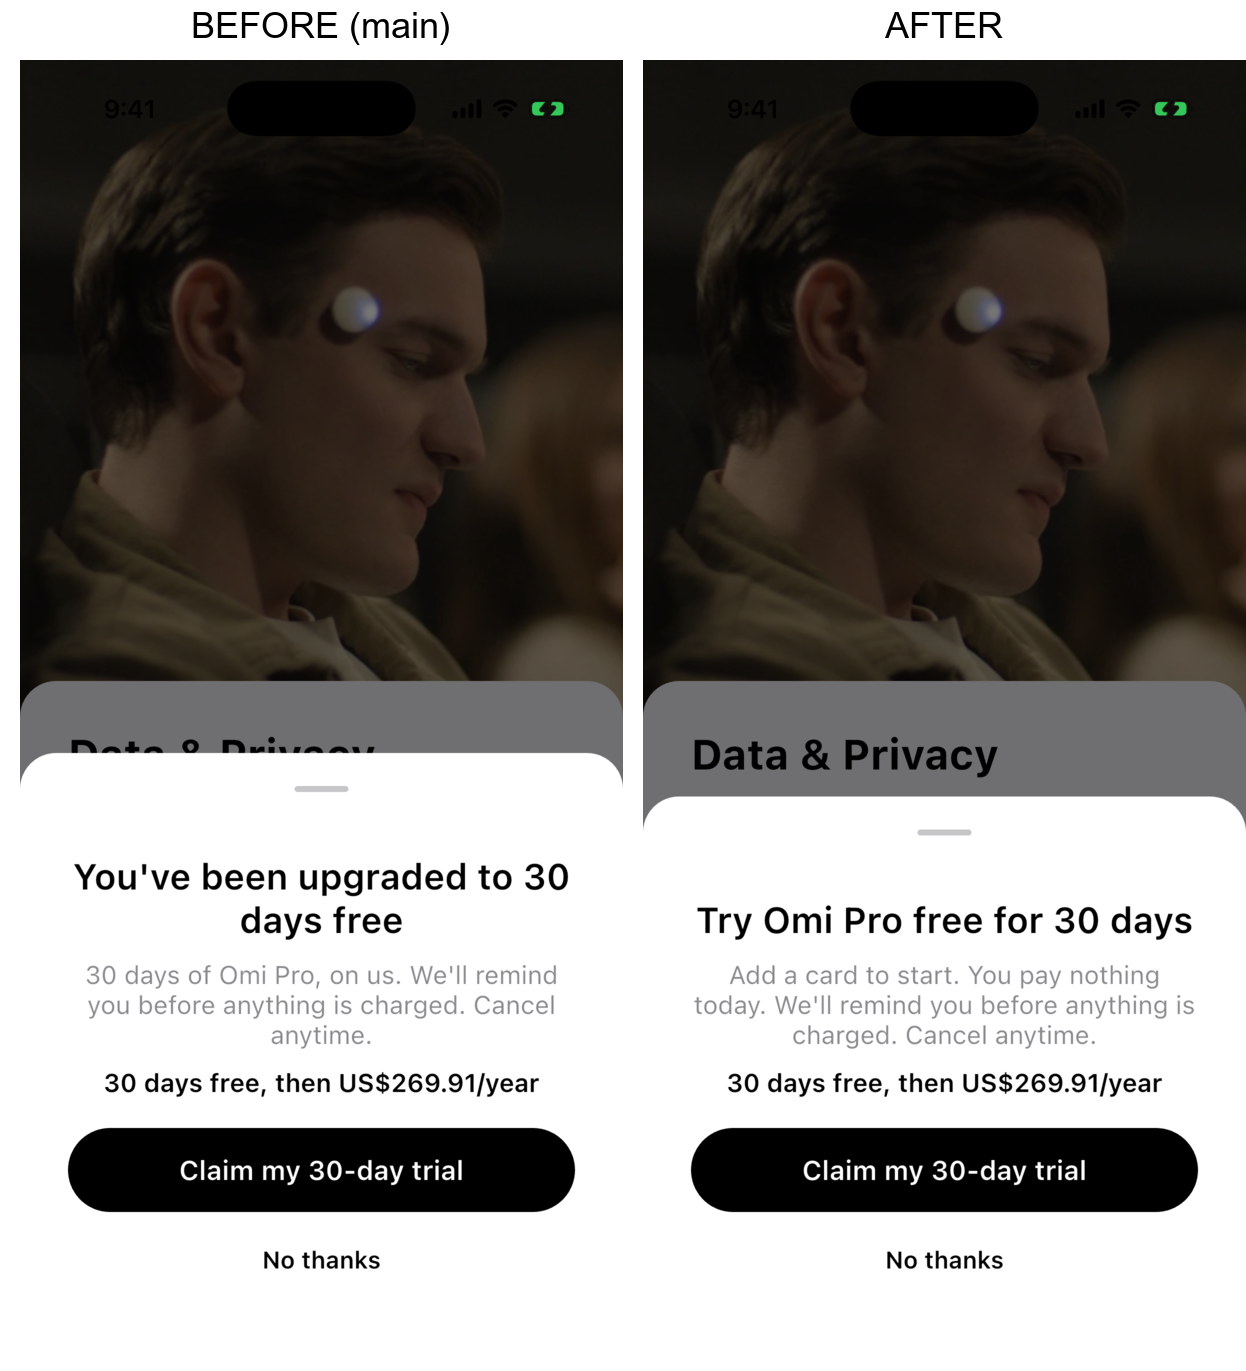 BEFORE (main)
9:41
Data & Privacy
You've been upgraded to 30
days free
30 days of Omi Pro, on us. We'll remind
you before anything is charged. Cancel
anytime.
30 days free, then US$269.91/year
Claim my 30-day trial
No thanks
AFTER
9:41
Data & Privacy
Try Omi Pro free for 30 days
Add a card to start. You pay nothing
today. We'll remind you before anything is
charged. Cancel anytime.
30 days free, then US$269.91/year
Claim my 30-day trial
No thanks